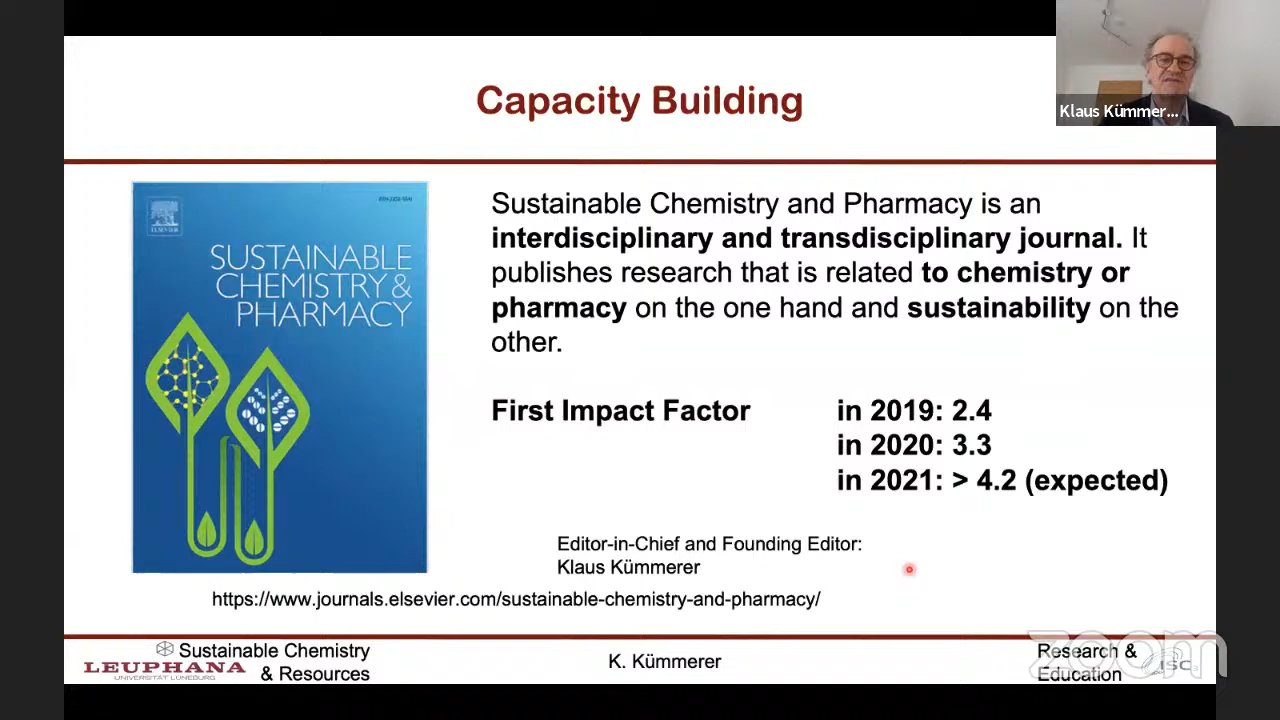 Capacity Building
Klaus Kümmer...
ELSEVIER
SUSTAINABLE
CHEMISTRY &
PHARMACY
Sustainable Chemistry and Pharmacy is an
interdisciplinary and transdisciplinary journal. It
publishes research that is related to chemistry or
pharmacy on the one hand and sustainability on the
other.
First Impact Factor in 2019: 2.4
in 2020: 3.3
in 2021: > 4.2 (expected)
Editor-in-Chief and Founding Editor:
Klaus Kümmerer
https://www.journals.elsevier.com/sustainable-chemistry-and-pharmacy/
Sustainable Chemistry
& Resources
LEUPHANA
UNIVERSITÄT LÜNEBURG
K. Kümmerer
Research &
Education
ISC
zoom